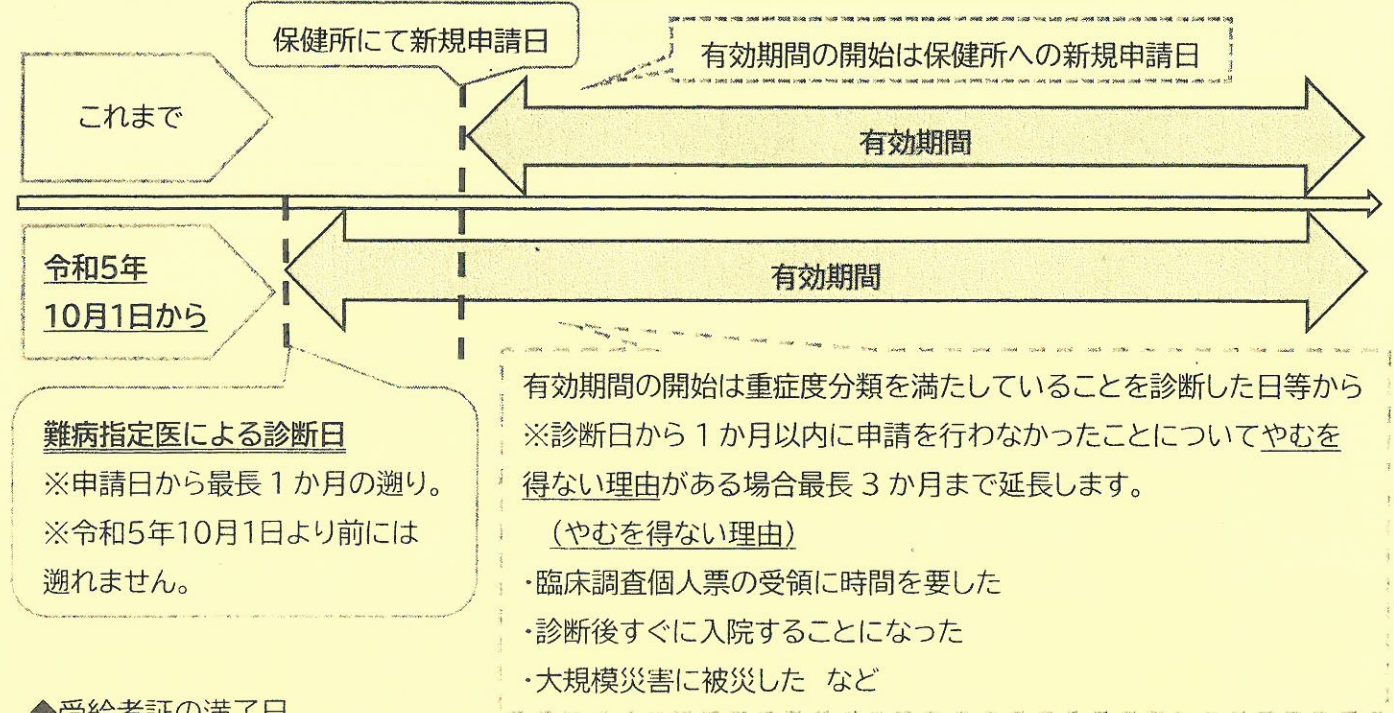 保健所にて新規申請日
有効期間の開始は保健所への新規申請日
これまで
有効期間
令和5年
10月1日から
有効期間
難病指定医による診断日
※申請日から最長1か月の遡り。
※令和5年10月1日より前には
遡れません。
有効期間の開始は重症度分類を満たしていることを診断した日等から
※診断日から1か月以内に申請を行わなかったことについてやむを
得ない理由がある場合最長3か月まで延長します。
(やむを得ない理由)
・臨床調査個人票の受領に時間を要した
・診断後すぐに入院することになった
・大規模災害に被災した など
◆受給者証の満了日